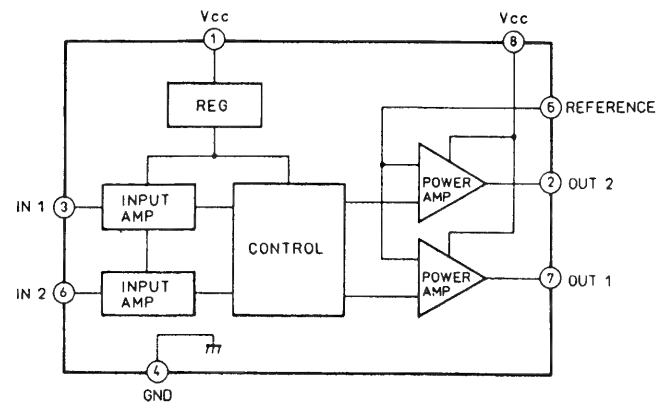 Vcc
1
Vcc
8
REG
5 REFERENCE
POWER
AMP
2 OUT 2
IN 1 3
INPUT
AMP
CONTROL
IN 2 6
INPUT
AMP
POWER
AMP
7 OUT 1
4
GND